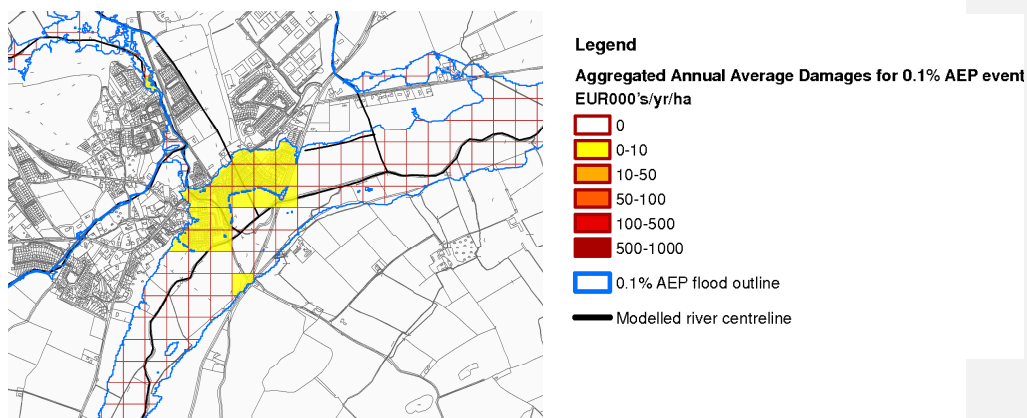 Legend
Aggregated Annual Average Damages for 0.1% AEP event
EUR000's/yr/ha
0
0-10
10-50
50-100
100-500
500-1000
0.1% AEP flood outline
Modelled river centreline